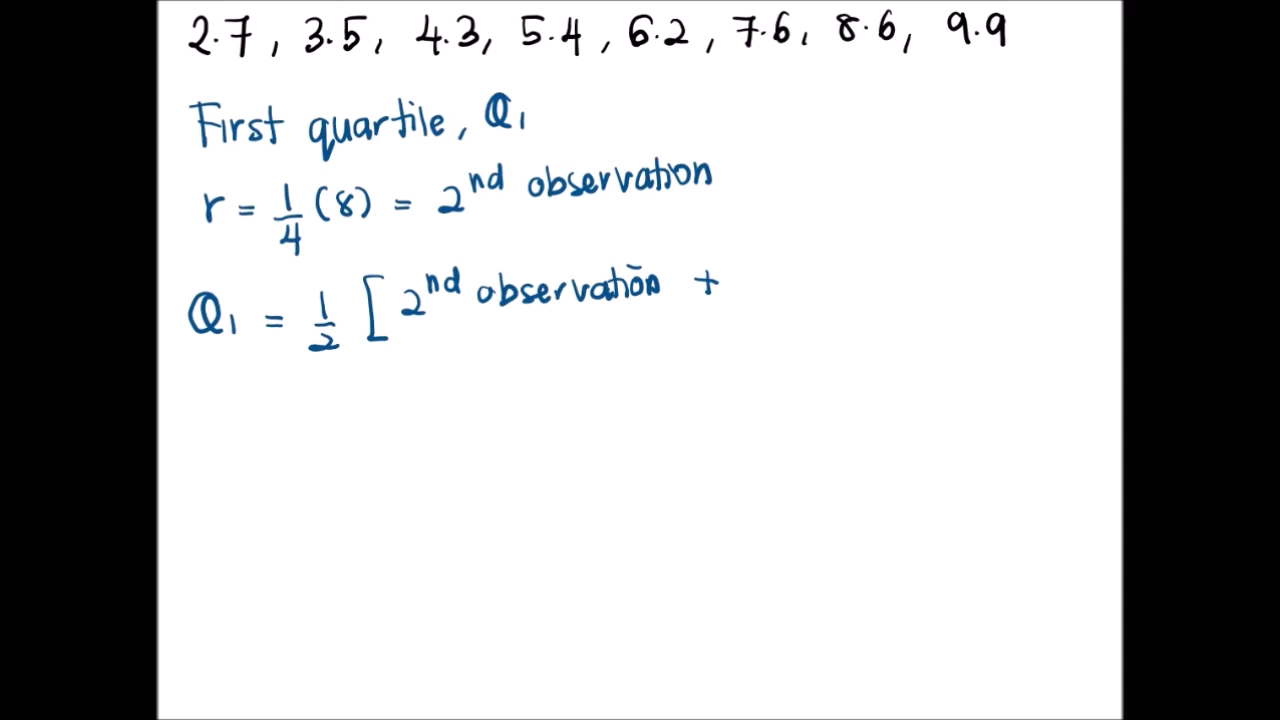 2.7, 3.5, 4.3, 5.4, 6.2, 7.6, 8.6, 9.9
First quartile, Q₁
r = 1/4 (8) = 2ⁿᵈ observation
Q₁ = 1/2 [2ⁿᵈ observation +